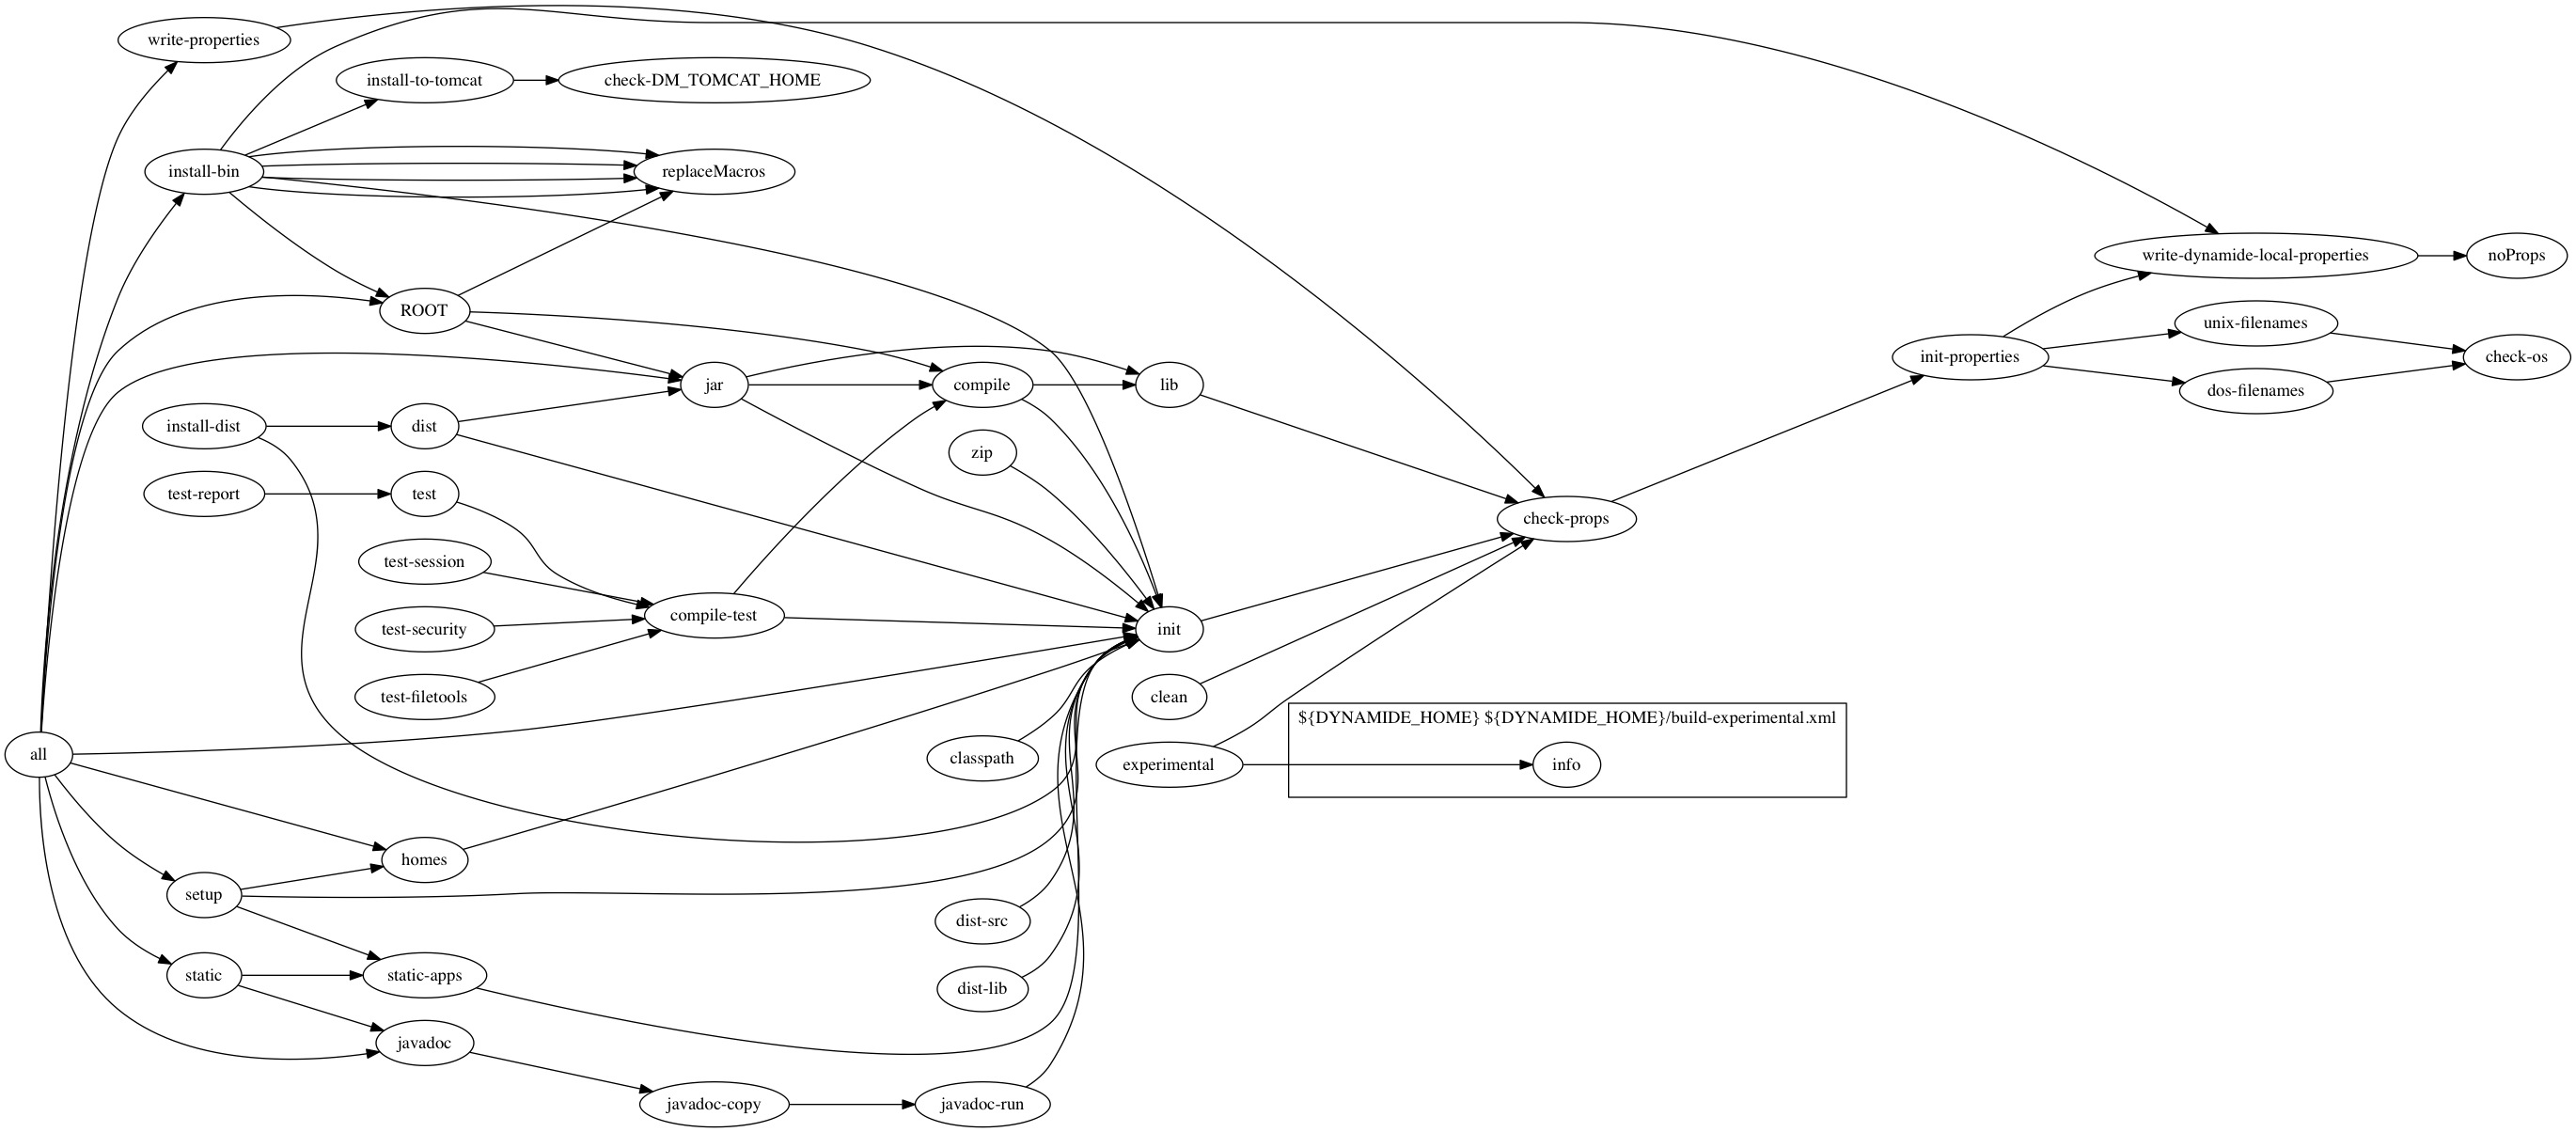 write-properties
install-to-tomcat
check-DM_TOMCAT_HOME
install-bin
replaceMacros
write-dynamide-local-properties
noProps
ROOT
unix-filenames
init-properties
check-os
jar
compile
lib
dos-filenames
install-dist
dist
zip
test-report
test
check-props
test-session
compile-test
test-security
init
test-filetools
clean
${DYNAMIDE_HOME} ${DYNAMIDE_HOME}/build-experimental.xml
all
classpath
experimental
info
homes
setup
dist-src
static
static-apps
dist-lib
javadoc
javadoc-copy
javadoc-run